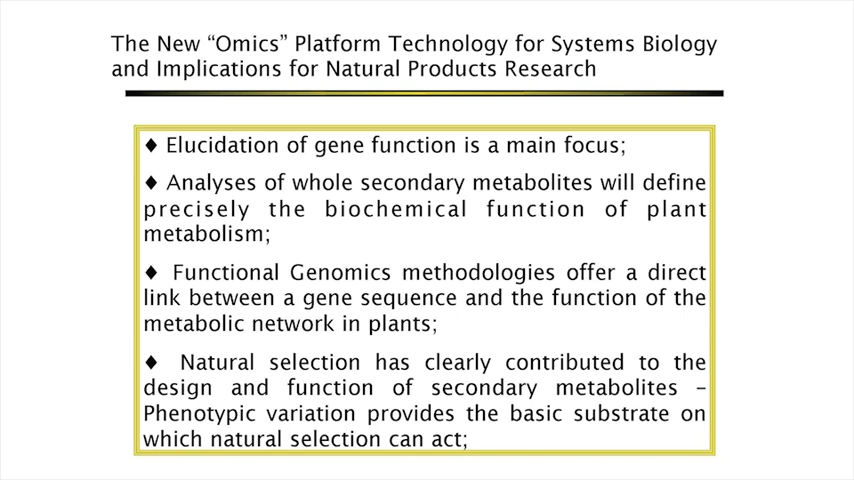 The New “Omics” Platform Technology for Systems Biology
and Implications for Natural Products Research
♦ Elucidation of gene function is a main focus;
♦ Analyses of whole secondary metabolites will define
precisely the biochemical function of plant
metabolism;
♦ Functional Genomics methodologies offer a direct
link between a gene sequence and the function of the
metabolic network in plants;
♦ Natural selection has clearly contributed to the
design and function of secondary metabolites –
Phenotypic variation provides the basic substrate on
which natural selection can act;